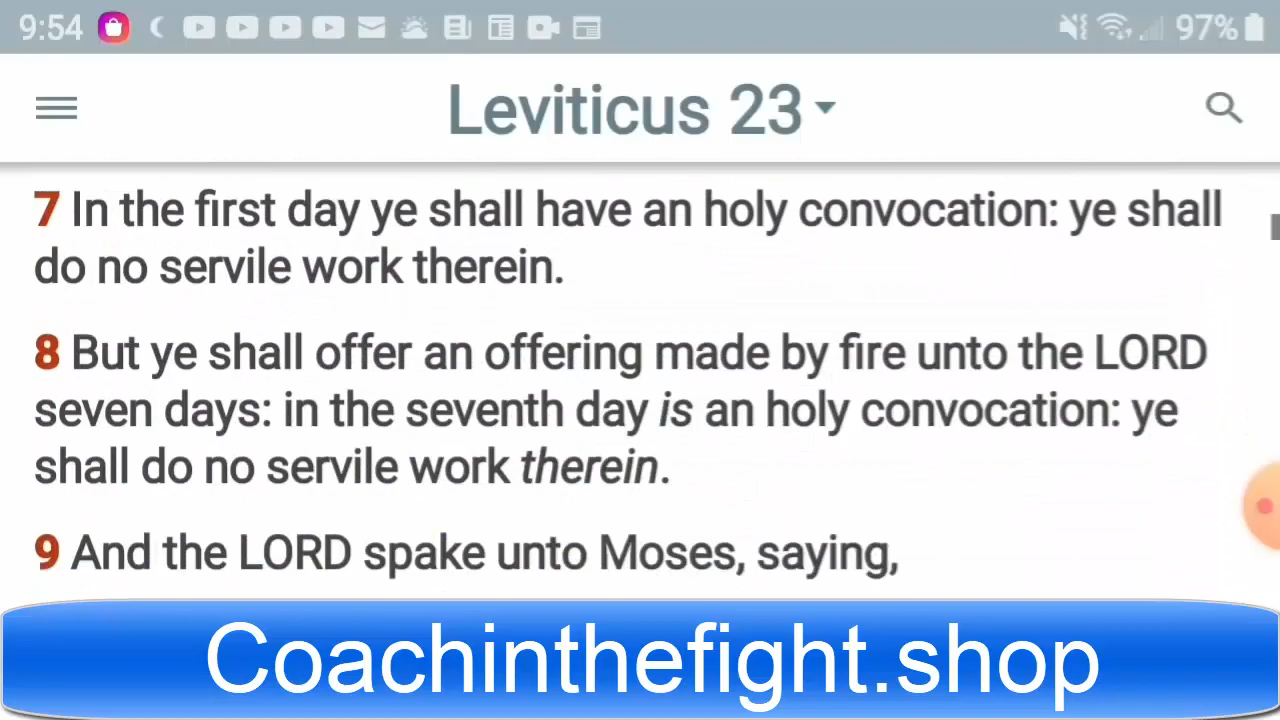 9:54 97%
Leviticus 23
7 In the first day ye shall have an holy convocation: ye shall
do no servile work therein.
8 But ye shall offer an offering made by fire unto the LORD
seven days: in the seventh day is an holy convocation: ye
shall do no servile work therein.
9 And the LORD spake unto Moses, saying,
Coachinthefight.shop